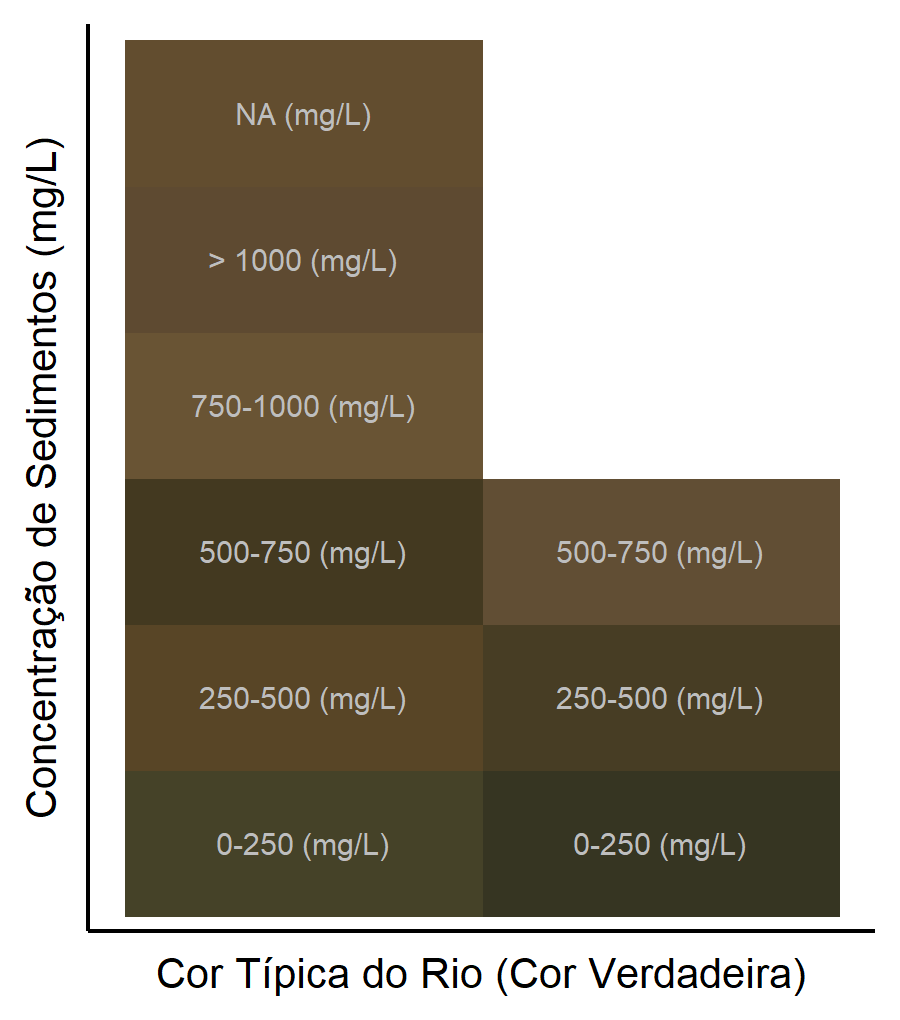 Concentração de Sedimentos (mg/L)
NA (mg/L)
> 1000 (mg/L)
750-1000 (mg/L)
500-750 (mg/L) 500-750 (mg/L)
250-500 (mg/L) 250-500 (mg/L)
0-250 (mg/L) 0-250 (mg/L)
Cor Típica do Rio (Cor Verdadeira)